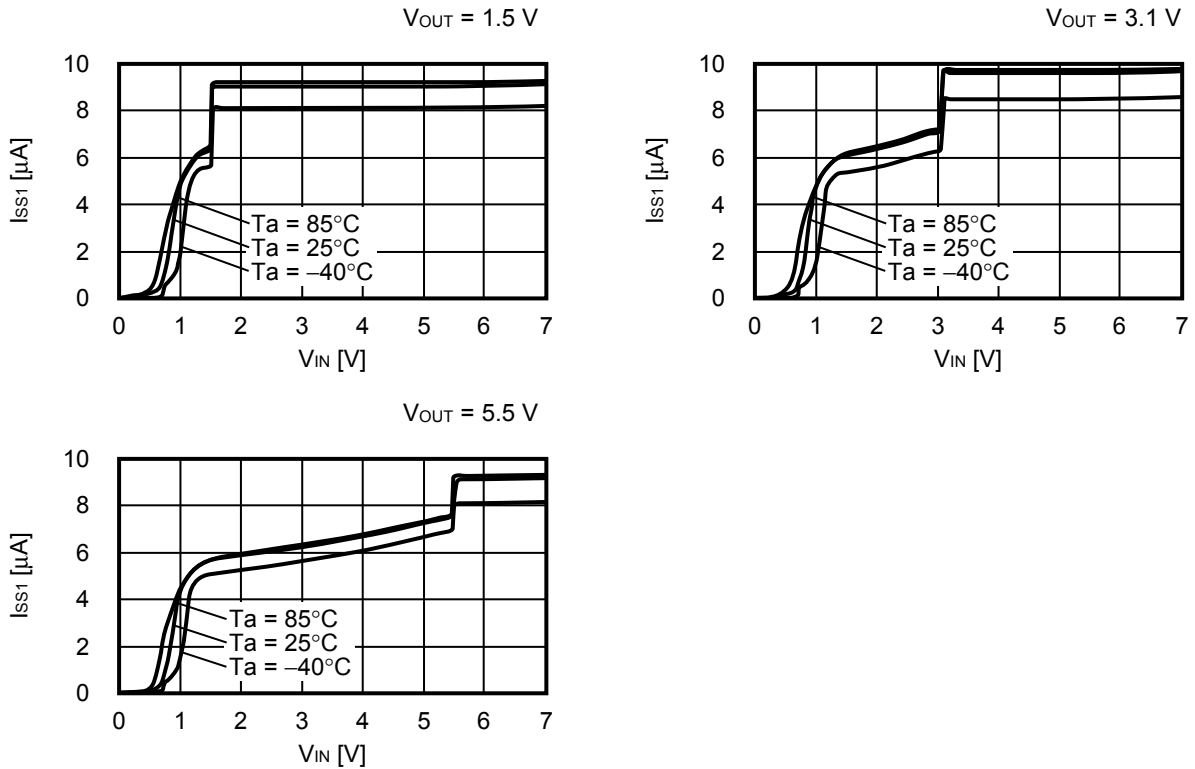 VOUT = 1.5 V
10
8
6
4
2
0
ISS1 [μA]
Ta = 85°C
Ta = 25°C
Ta = −40°C
0 1 2 3 4 5 6 7
VIN [V]
VOUT = 3.1 V
10
8
6
4
2
0
ISS1 [μA]
Ta = 85°C
Ta = 25°C
Ta = −40°C
0 1 2 3 4 5 6 7
VIN [V]
VOUT = 5.5 V
10
8
6
4
2
0
ISS1 [μA]
Ta = 85°C
Ta = 25°C
Ta = −40°C
0 1 2 3 4 5 6 7
VIN [V]